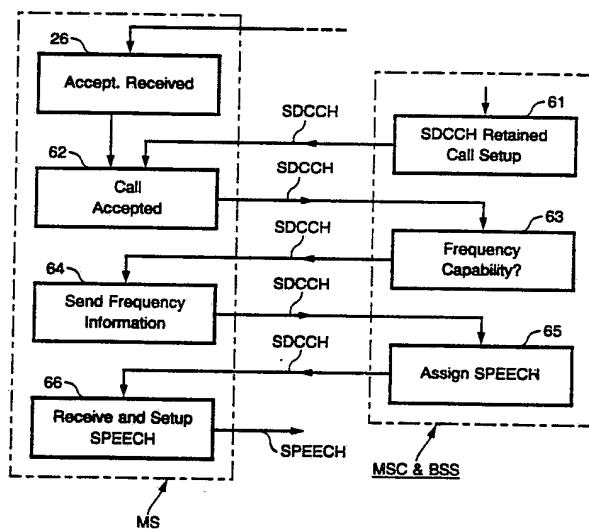 26
Accept. Received
SDCCH
61
SDCCH Retained
Call Setup
62
Call
Accepted
SDCCH
63
SDCCH
Frequency
Capability?
64
Send Frequency
Information
SDCCH
65
SDCCH
Assign SPEECH
66
Receive and Setup
SPEECH
SPEECH
MSC & BSS
MS